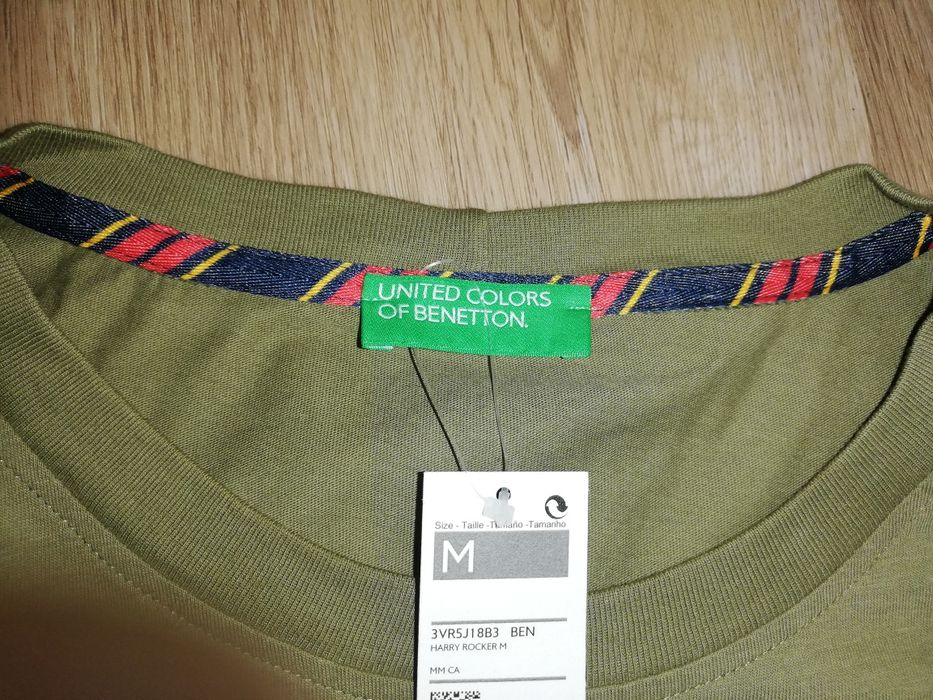 UNITED COLORS
OF BENETTON.
Size - Taille -Tamaño -Tamanho
M
3VR5J18B3 BEN
HARRY ROCKER M
MM CA